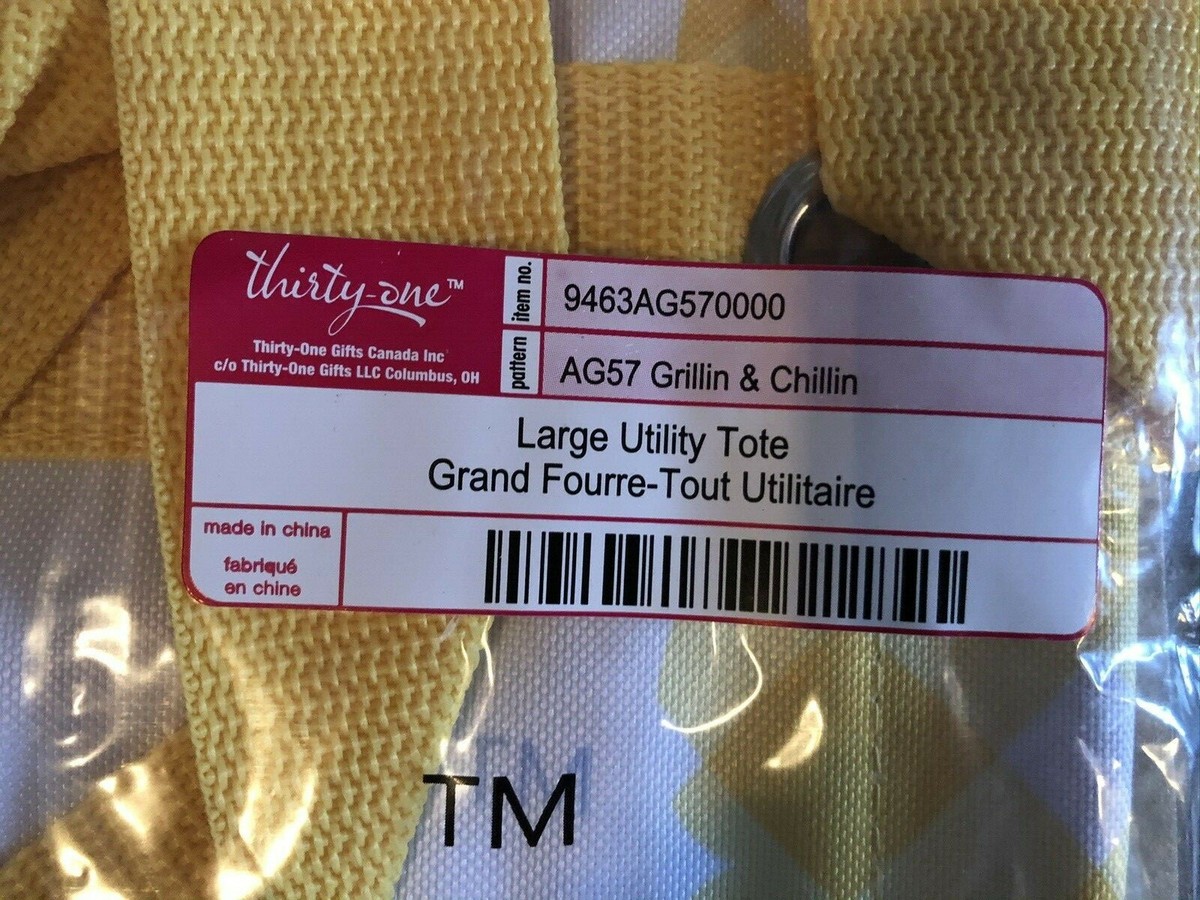 thirty-one™
Thirty-One Gifts Canada Inc
c/o Thirty-One Gifts LLC Columbus, OH
item no.
9463AG570000
pattern
AG57 Grillin & Chillin
Large Utility Tote
Grand Fourre-Tout Utilitaire
made in china
fabriqué
en chine
TM